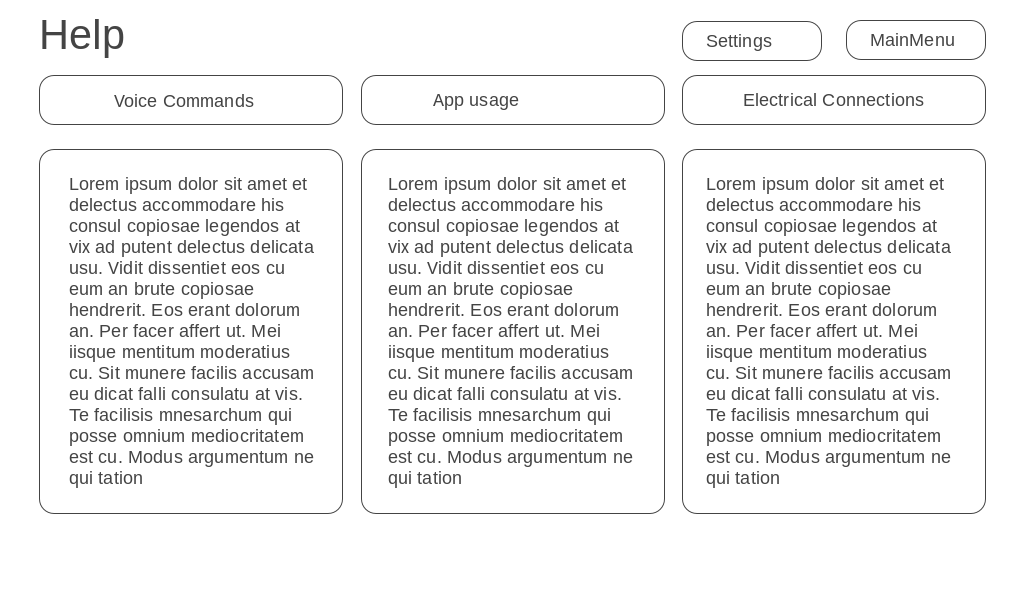 Help
Settings
MainMenu
Voice Commands
App usage
Electrical Connections
Lorem ipsum dolor sit amet et
delectus accommodare his
consul copiosae legendos at
vix ad putent delectus delicata
usu. Vidit dissentiet eos cu
eum an brute copiosae
hendrerit. Eos erant dolorum
an. Per facer affert ut. Mei
iisque mentitum moderatius
cu. Sit munere facilis accusam
eu dicat falli consulatu at vis.
Te facilisis mnesarchum qui
posse omnium mediocritatem
est cu. Modus argumentum ne
qui tation
Lorem ipsum dolor sit amet et
delectus accommodare his
consul copiosae legendos at
vix ad putent delectus delicata
usu. Vidit dissentiet eos cu
eum an brute copiosae
hendrerit. Eos erant dolorum
an. Per facer affert ut. Mei
iisque mentitum moderatius
cu. Sit munere facilis accusam
eu dicat falli consulatu at vis.
Te facilisis mnesarchum qui
posse omnium mediocritatem
est cu. Modus argumentum ne
qui tation
Lorem ipsum dolor sit amet et
delectus accommodare his
consul copiosae legendos at
vix ad putent delectus delicata
usu. Vidit dissentiet eos cu
eum an brute copiosae
hendrerit. Eos erant dolorum
an. Per facer affert ut. Mei
iisque mentitum moderatius
cu. Sit munere facilis accusam
eu dicat falli consulatu at vis.
Te facilisis mnesarchum qui
posse omnium mediocritatem
est cu. Modus argumentum ne
qui tation